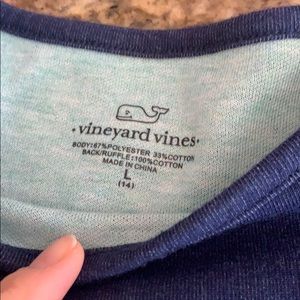 vineyard vines
BODY:67%POLYESTER 33%COTTON
BACK/RUFFLE:100%COTTON
MADE IN CHINA
L
(14)